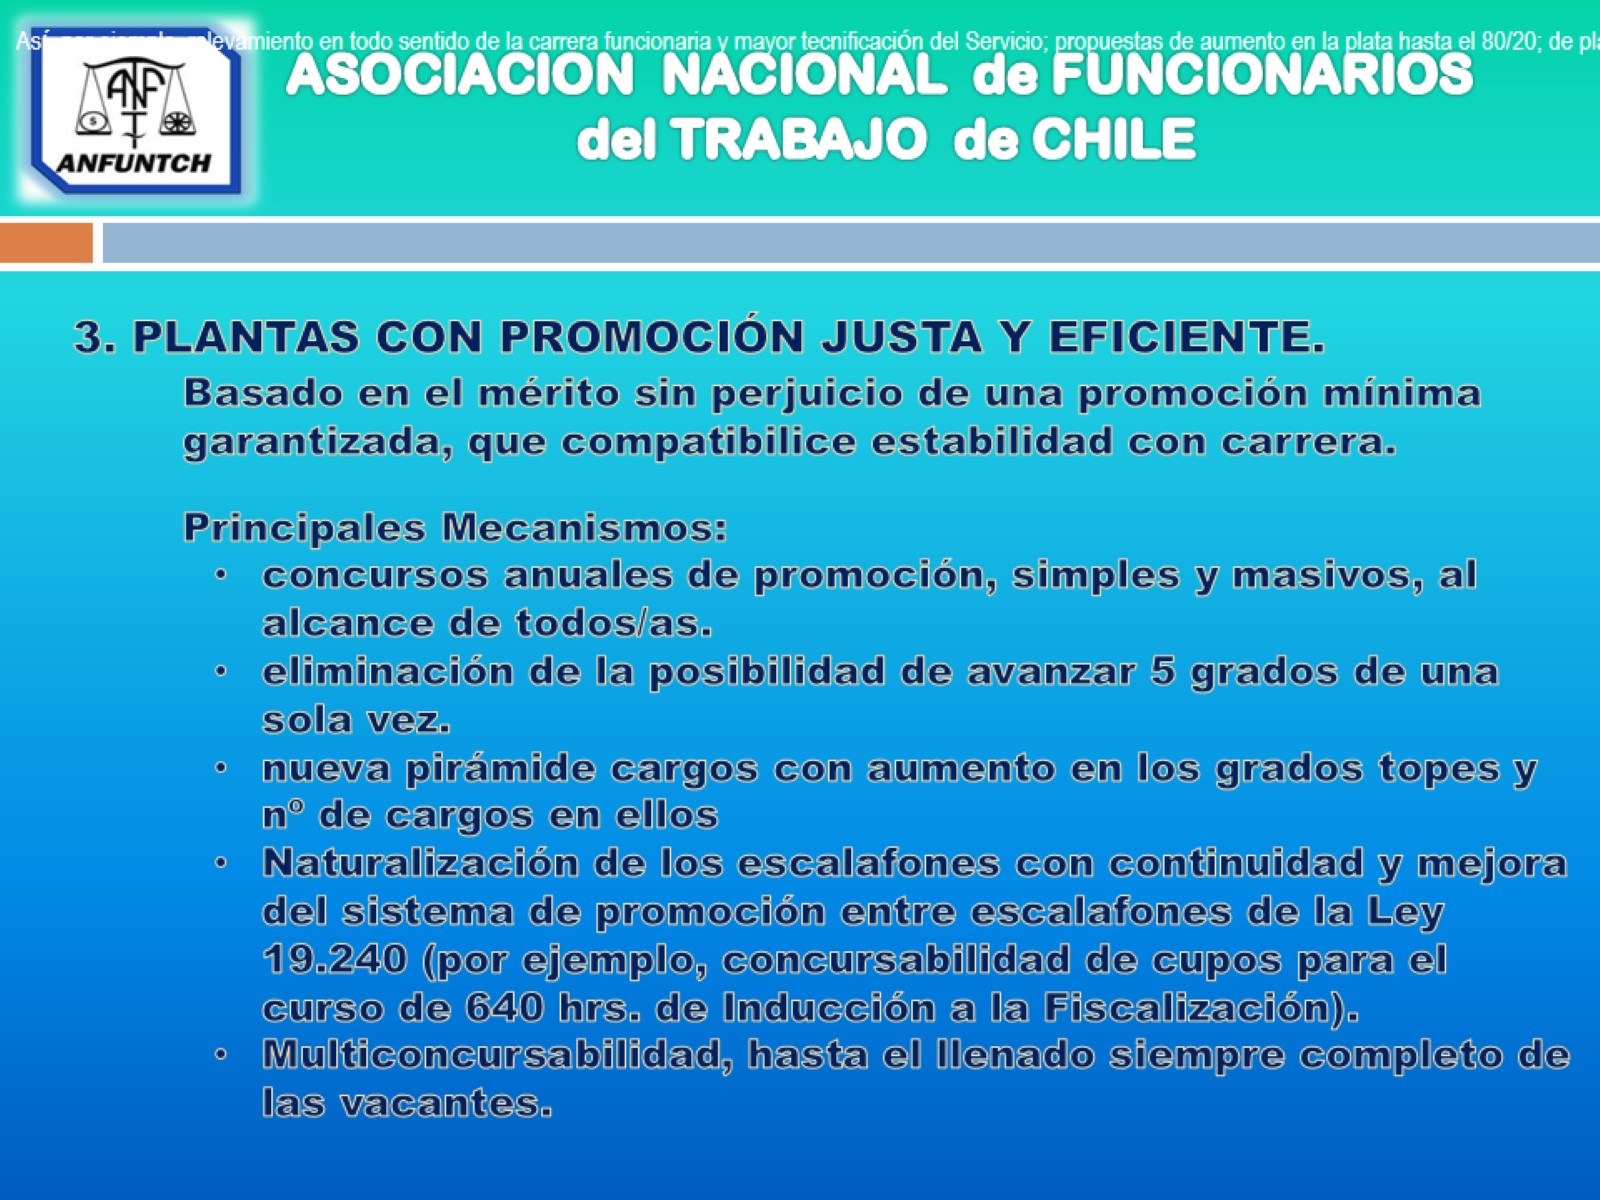 Así, por ejemplo, relevamiento en todo sentido de la carrera funcionaria y mayor tecnificación del Servicio; propuestas de aumento en la plata hasta el 80/20; de
ASOCIACION NACIONAL de FUNCIONARIOS
del TRABAJO de CHILE
ANF
T
$
ANFUNTCH
3. PLANTAS CON PROMOCIÓN JUSTA Y EFICIENTE.
Basado en el mérito sin perjuicio de una promoción mínima
garantizada, que compatibilice estabilidad con carrera.
Principales Mecanismos:
• concursos anuales de promoción, simples y masivos, al
alcance de todos/as.
• eliminación de la posibilidad de avanzar 5 grados de una
sola vez.
• nueva pirámide cargos con aumento en los grados topes y
nº de cargos en ellos
• Naturalización de los escalafones con continuidad y mejora
del sistema de promoción entre escalafones de la Ley
19.240 (por ejemplo, concursabilidad de cupos para el
curso de 640 hrs. de Inducción a la Fiscalización).
• Multiconcursabilidad, hasta el llenado siempre completo de
las vacantes.